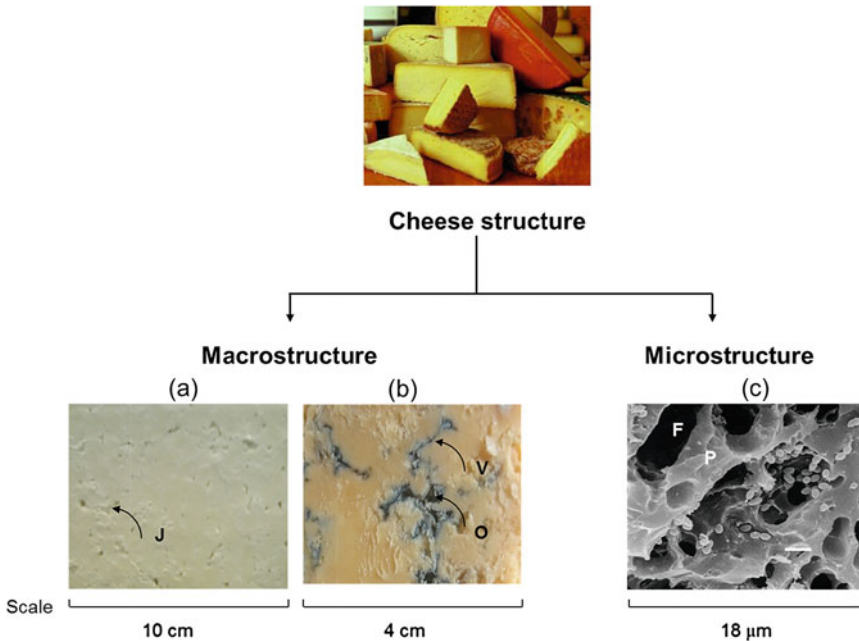 Cheese structure
Macrostructure
Microstructure
(a)
(b)
(c)
J
V
O
F
P
Scale
10 cm
4 cm
18 µm